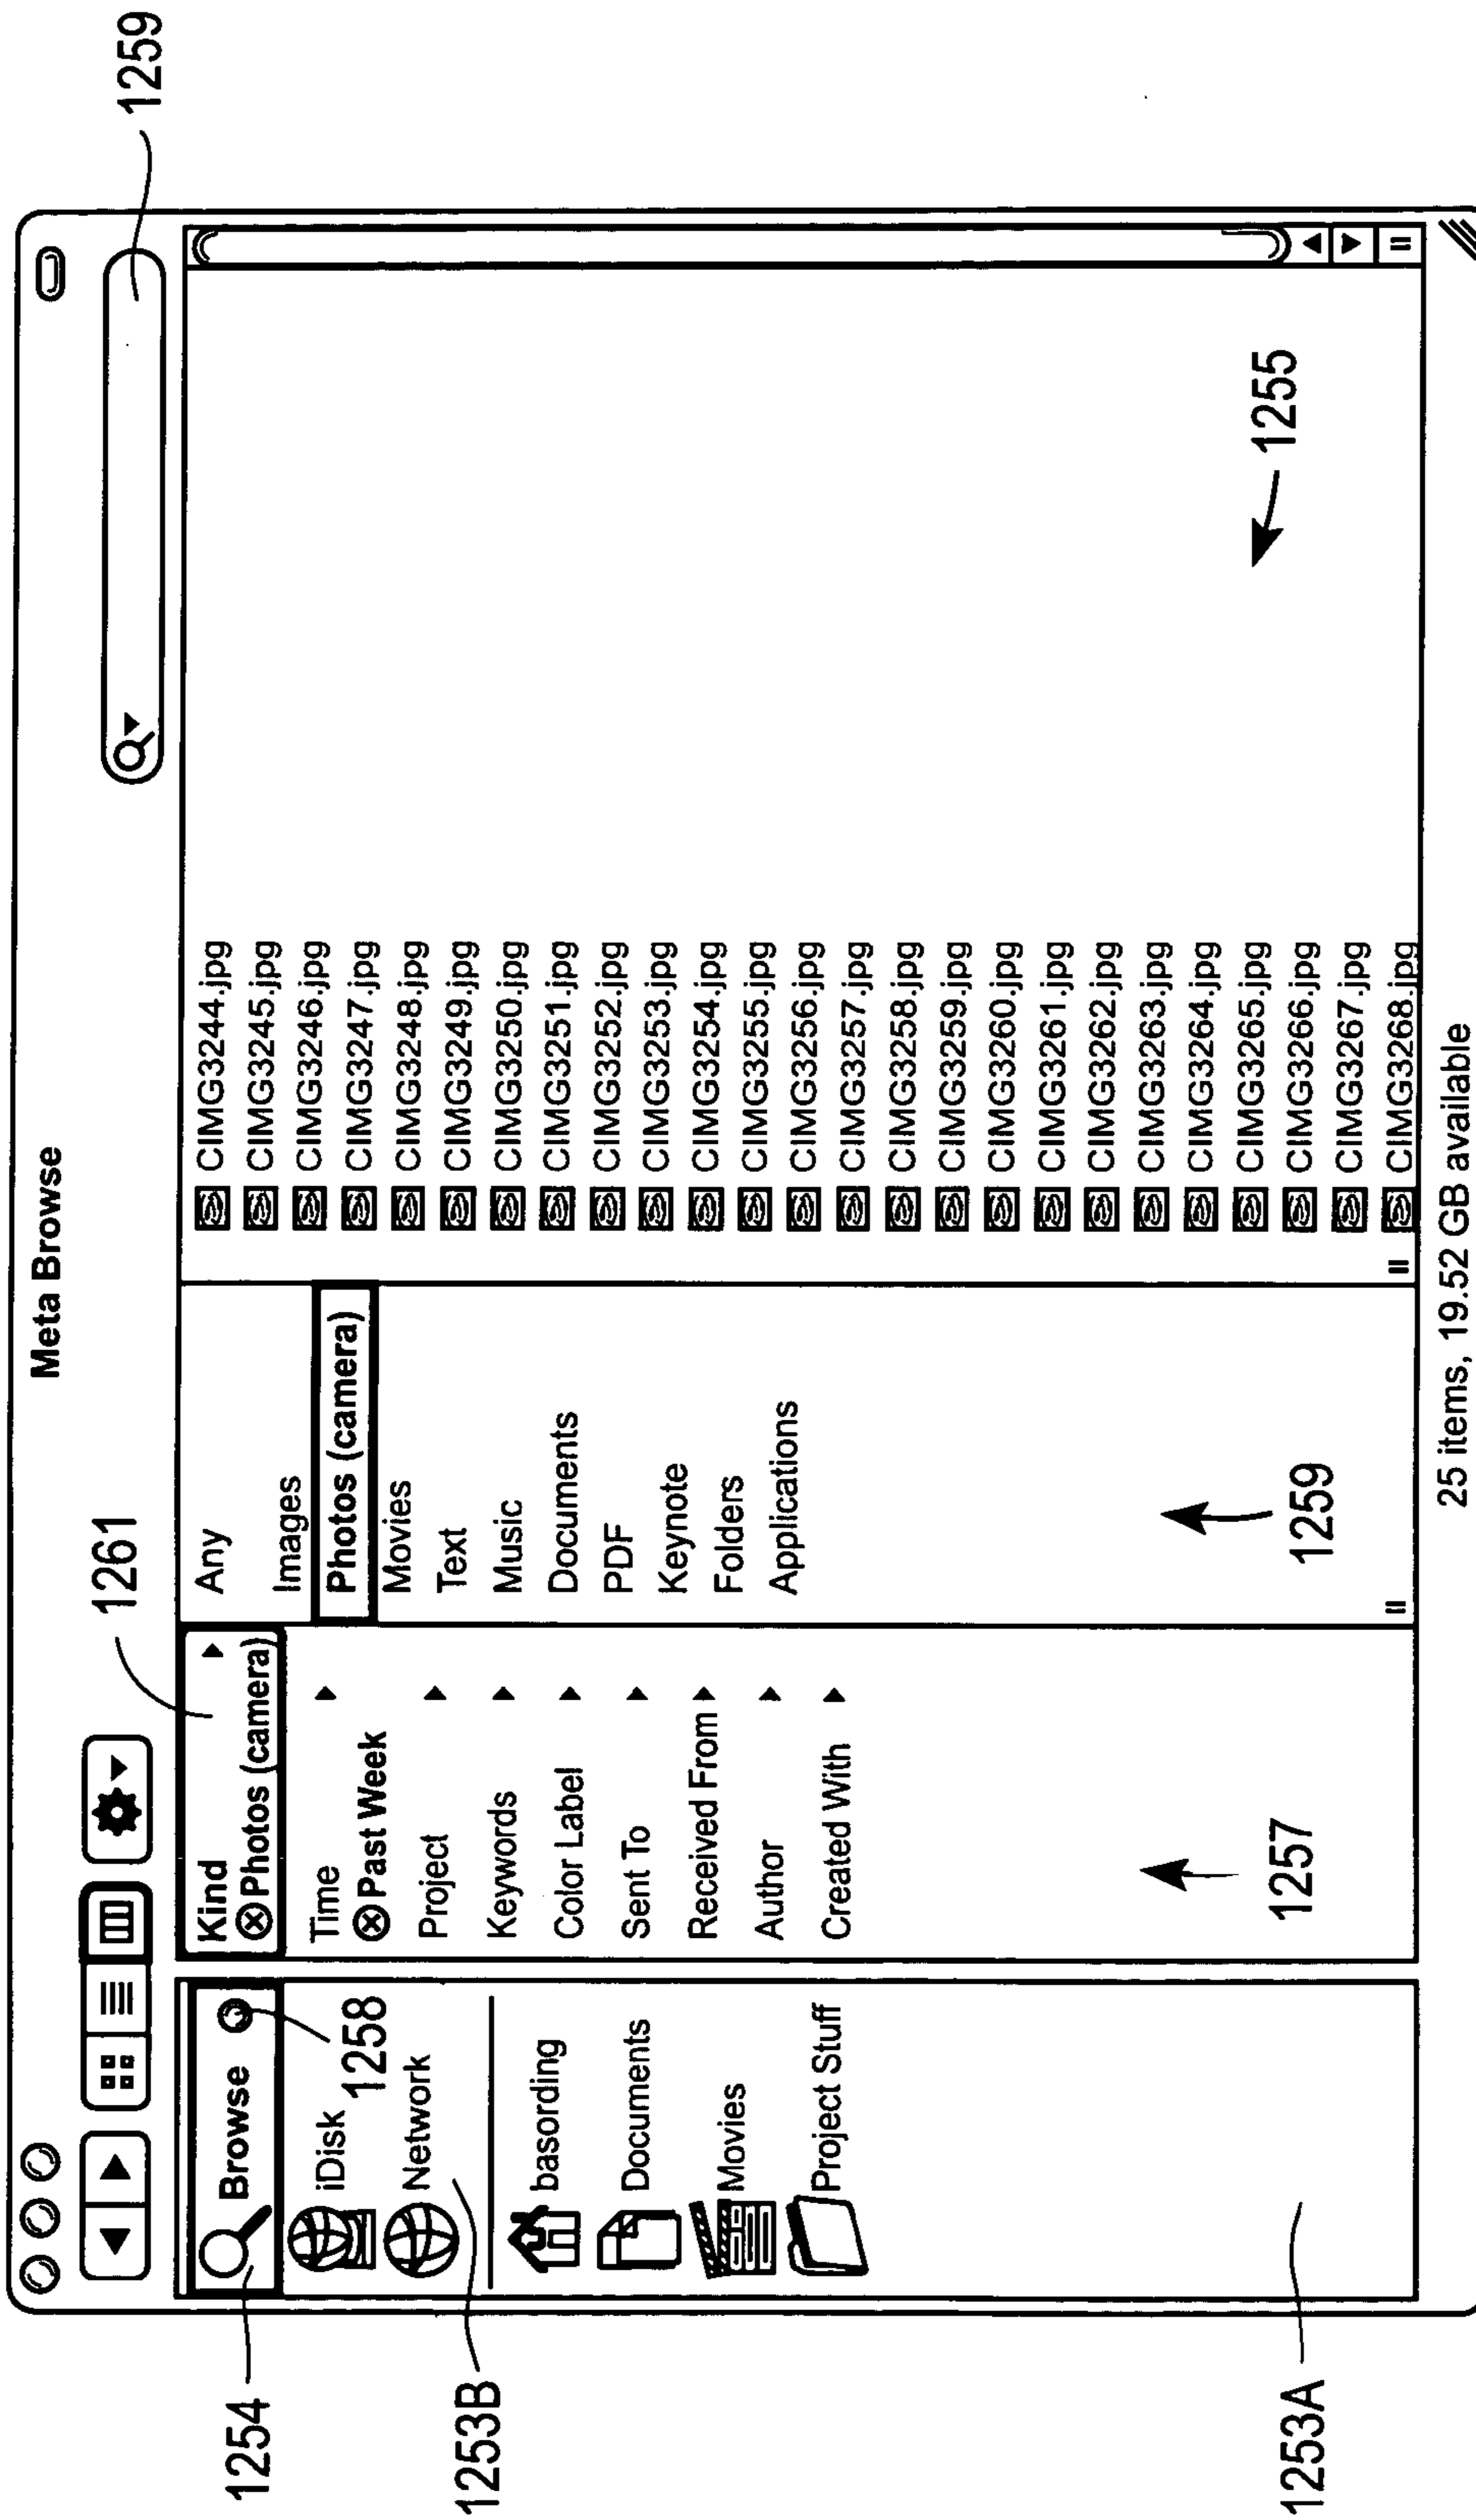 Meta Browse
1259
1261
1254
Browse
1258
iDisk
Network
1253B
basording
Documents
Movies
Project Stuff
1253A
Kind
Photos (camera)
Time
Past Week
Project
Keywords
Color Label
Sent To
Received From
Author
Created With
1257
Any
Images
Photos (camera)
Movies
Text
Music
Documents
PDF
Keynote
Folders
Applications
1259
CIMG3244.jpg
CIMG3245.jpg
CIMG3246.jpg
CIMG3247.jpg
CIMG3248.jpg
CIMG3249.jpg
CIMG3250.jpg
CIMG3251.jpg
CIMG3252.jpg
CIMG3253.jpg
CIMG3254.jpg
CIMG3255.jpg
CIMG3256.jpg
CIMG3257.jpg
CIMG3258.jpg
CIMG3259.jpg
CIMG3260.jpg
CIMG3261.jpg
CIMG3262.jpg
CIMG3263.jpg
CIMG3264.jpg
CIMG3265.jpg
CIMG3266.jpg
CIMG3267.jpg
CIMG3268.jpg
1255
25 items, 19.52 GB available